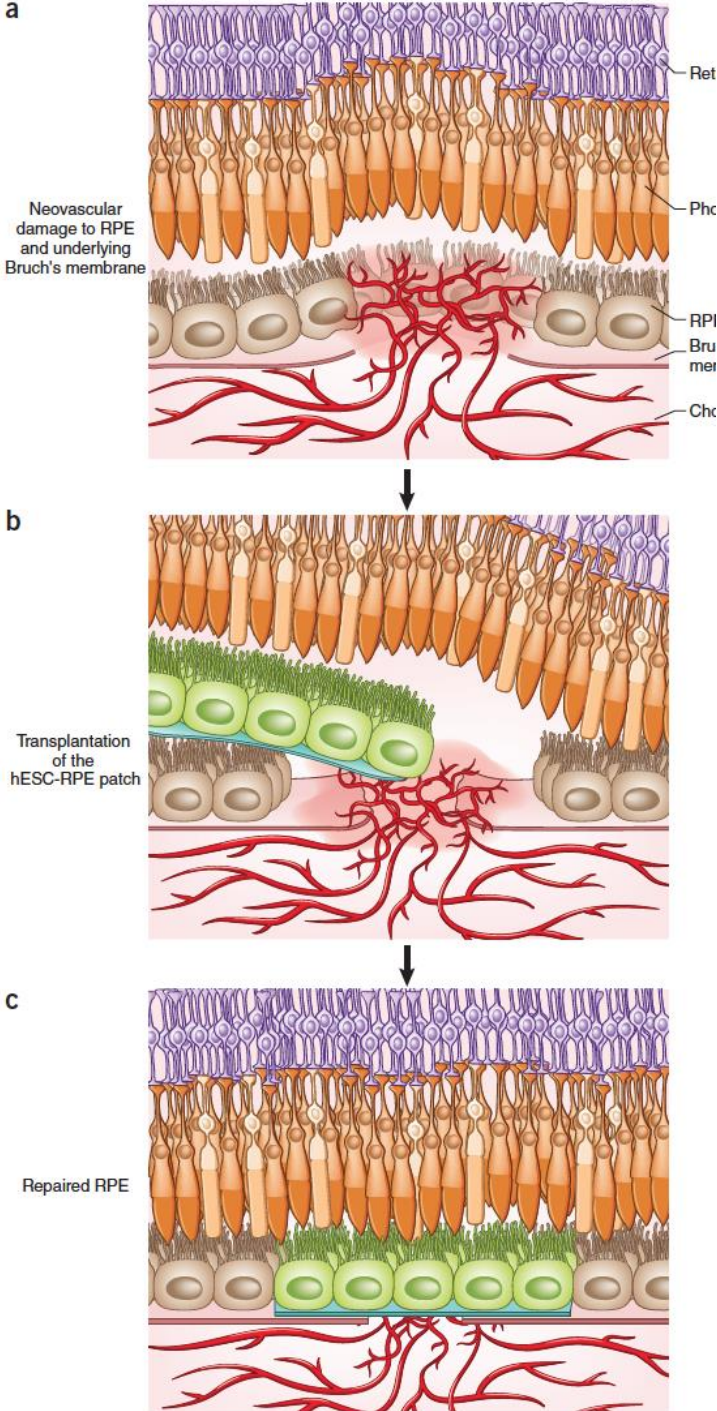 a
Neovascular
damage to RPE
and underlying
Bruch's membrane
Ret
Pho
RPE
Bru
mer
Cho
b
Transplantation
of the
hESC-RPE patch
c
Repaired RPE